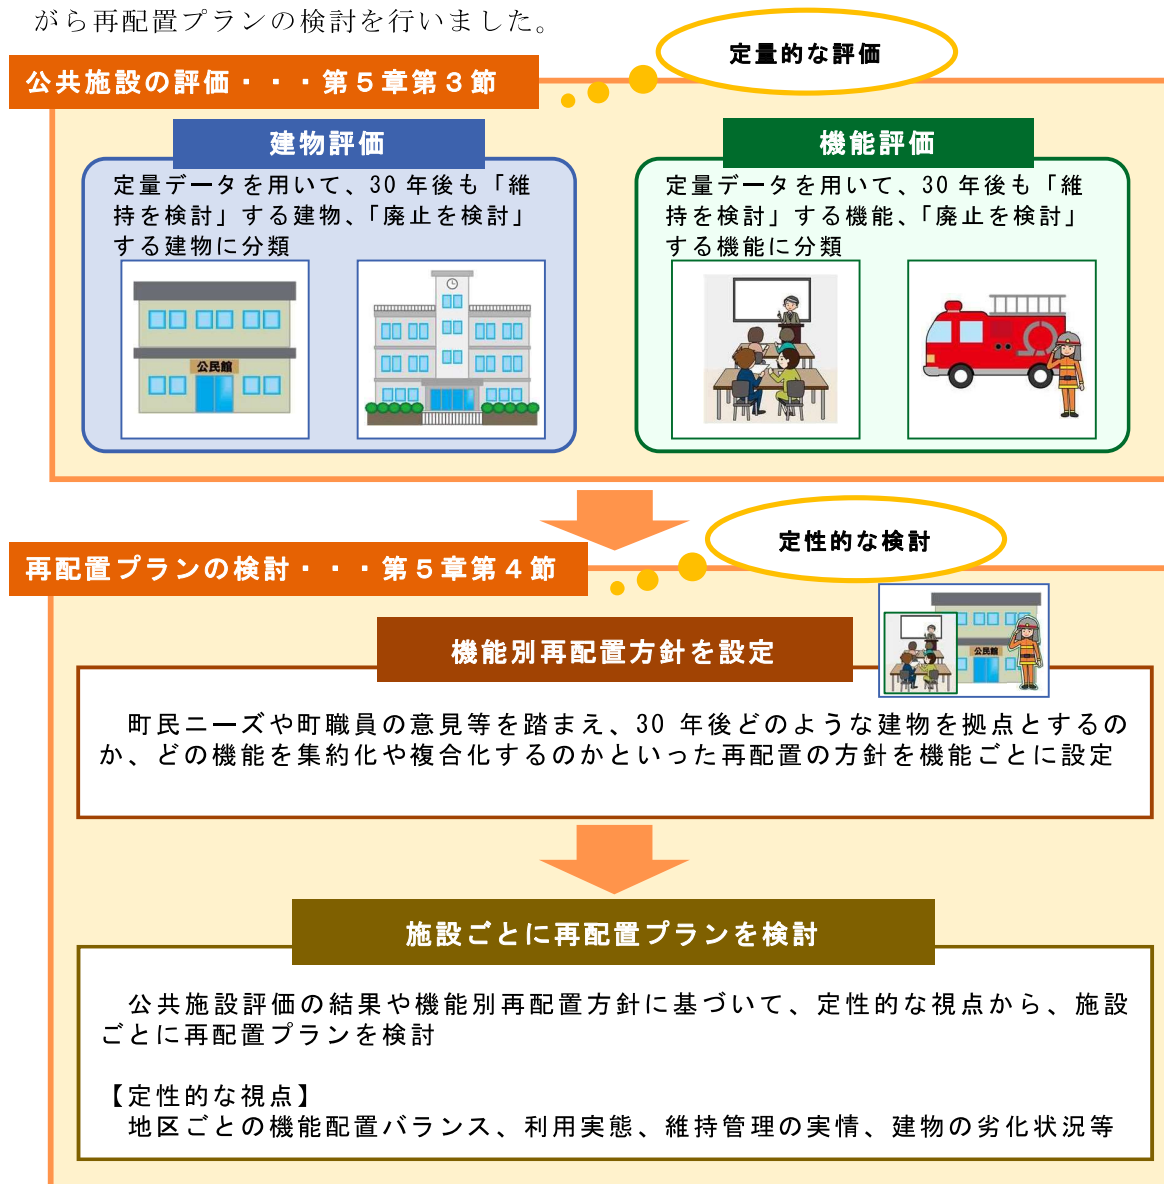 がら再配置プランの検討を行いました。
定量的な評価
公共施設の評価・・・第５章第３節
建物評価
定量データを用いて、30 年後も「維
持を検討」する建物、「廃止を検討」
する建物に分類
公民館
機能評価
定量データを用いて、30 年後も「維
持を検討」する機能、「廃止を検討」
する機能に分類
定性的な検討
再配置プランの検討・・・第５章第４節
機能別再配置方針を設定
公民館
町民ニーズや町職員の意見等を踏まえ、30 年後どのような建物を拠点とするの
か、どの機能を集約化や複合化するのかといった再配置の方針を機能ごとに設定
施設ごとに再配置プランを検討
公共施設評価の結果や機能別再配置方針に基づいて、定性的な視点から、施設
ごとに再配置プランを検討
【定性的な視点】
地区ごとの機能配置バランス、利用実態、維持管理の実情、建物の劣化状況等